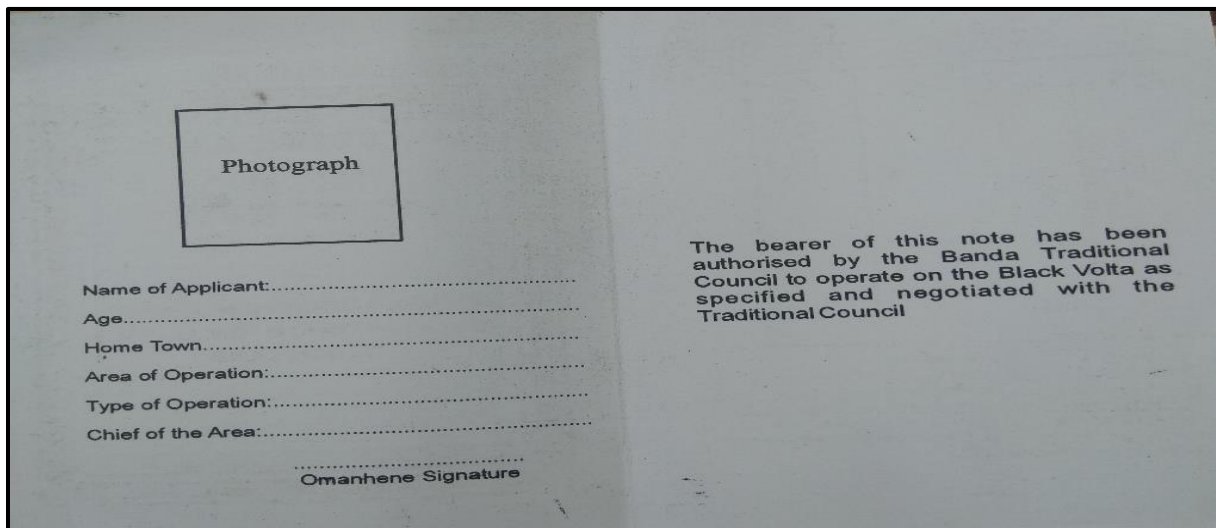 Photograph
Name of Applicant:..................................................
Age..................................................
Home Town..................................................
Area of Operation:..................................................
Type of Operation:..................................................
Chief of the Area:..................................................
..................................................
Omanhene Signature
The bearer of this note has been
authorised by the Banda Traditional
Council to operate on the Black Volta as
specified and negotiated with the
Traditional Council